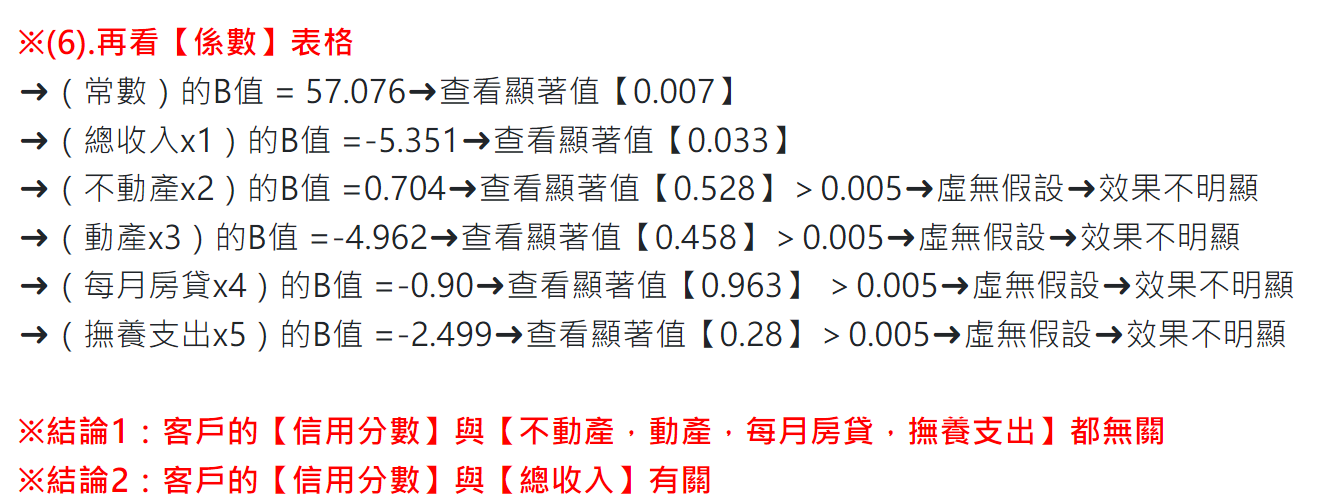 ※(6).再看【係數】表格
➔（常數）的B值 = 57.076➔查看顯著值【0.007】
➔（總收入x1）的B值 =-5.351➔查看顯著值【0.033】
➔（不動產x2）的B值 =0.704➔查看顯著值【0.528】＞0.005➔虛無假設➔效果不明顯
➔（動產x3）的B值 =-4.962➔查看顯著值【0.458】＞0.005➔虛無假設➔效果不明顯
➔（每月房貸x4）的B值 =-0.90➔查看顯著值【0.963】 ＞0.005➔虛無假設➔效果不明顯
➔（撫養支出x5）的B值 =-2.499➔查看顯著值【0.28】＞0.005➔虛無假設➔效果不明顯
※結論1：客戶的【信用分數】與【不動產，動產，每月房貸，撫養支出】都無關
※結論2：客戶的【信用分數】與【總收入】有關